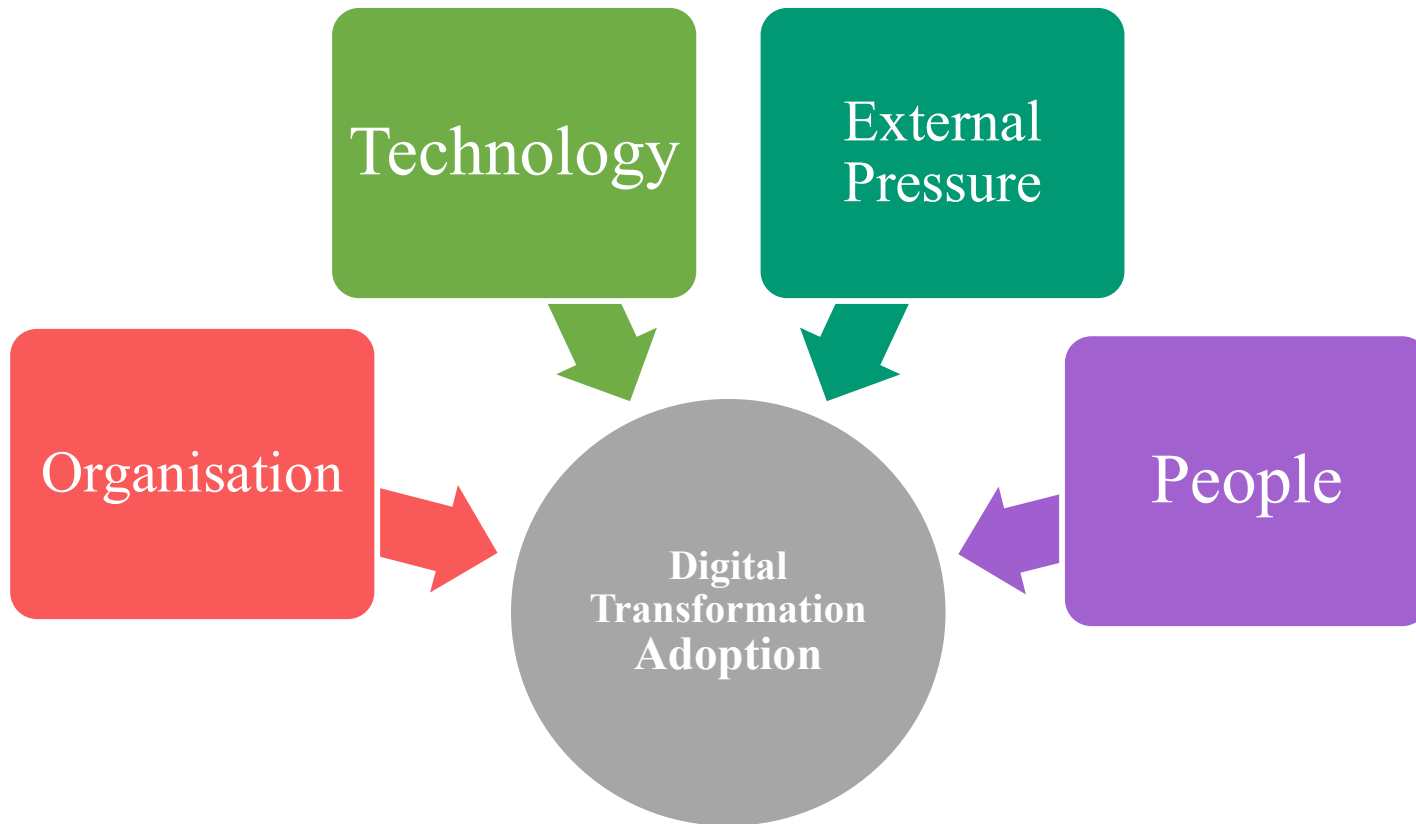 Technology
External
Pressure
Organisation
People
Digital
Transformation
Adoption